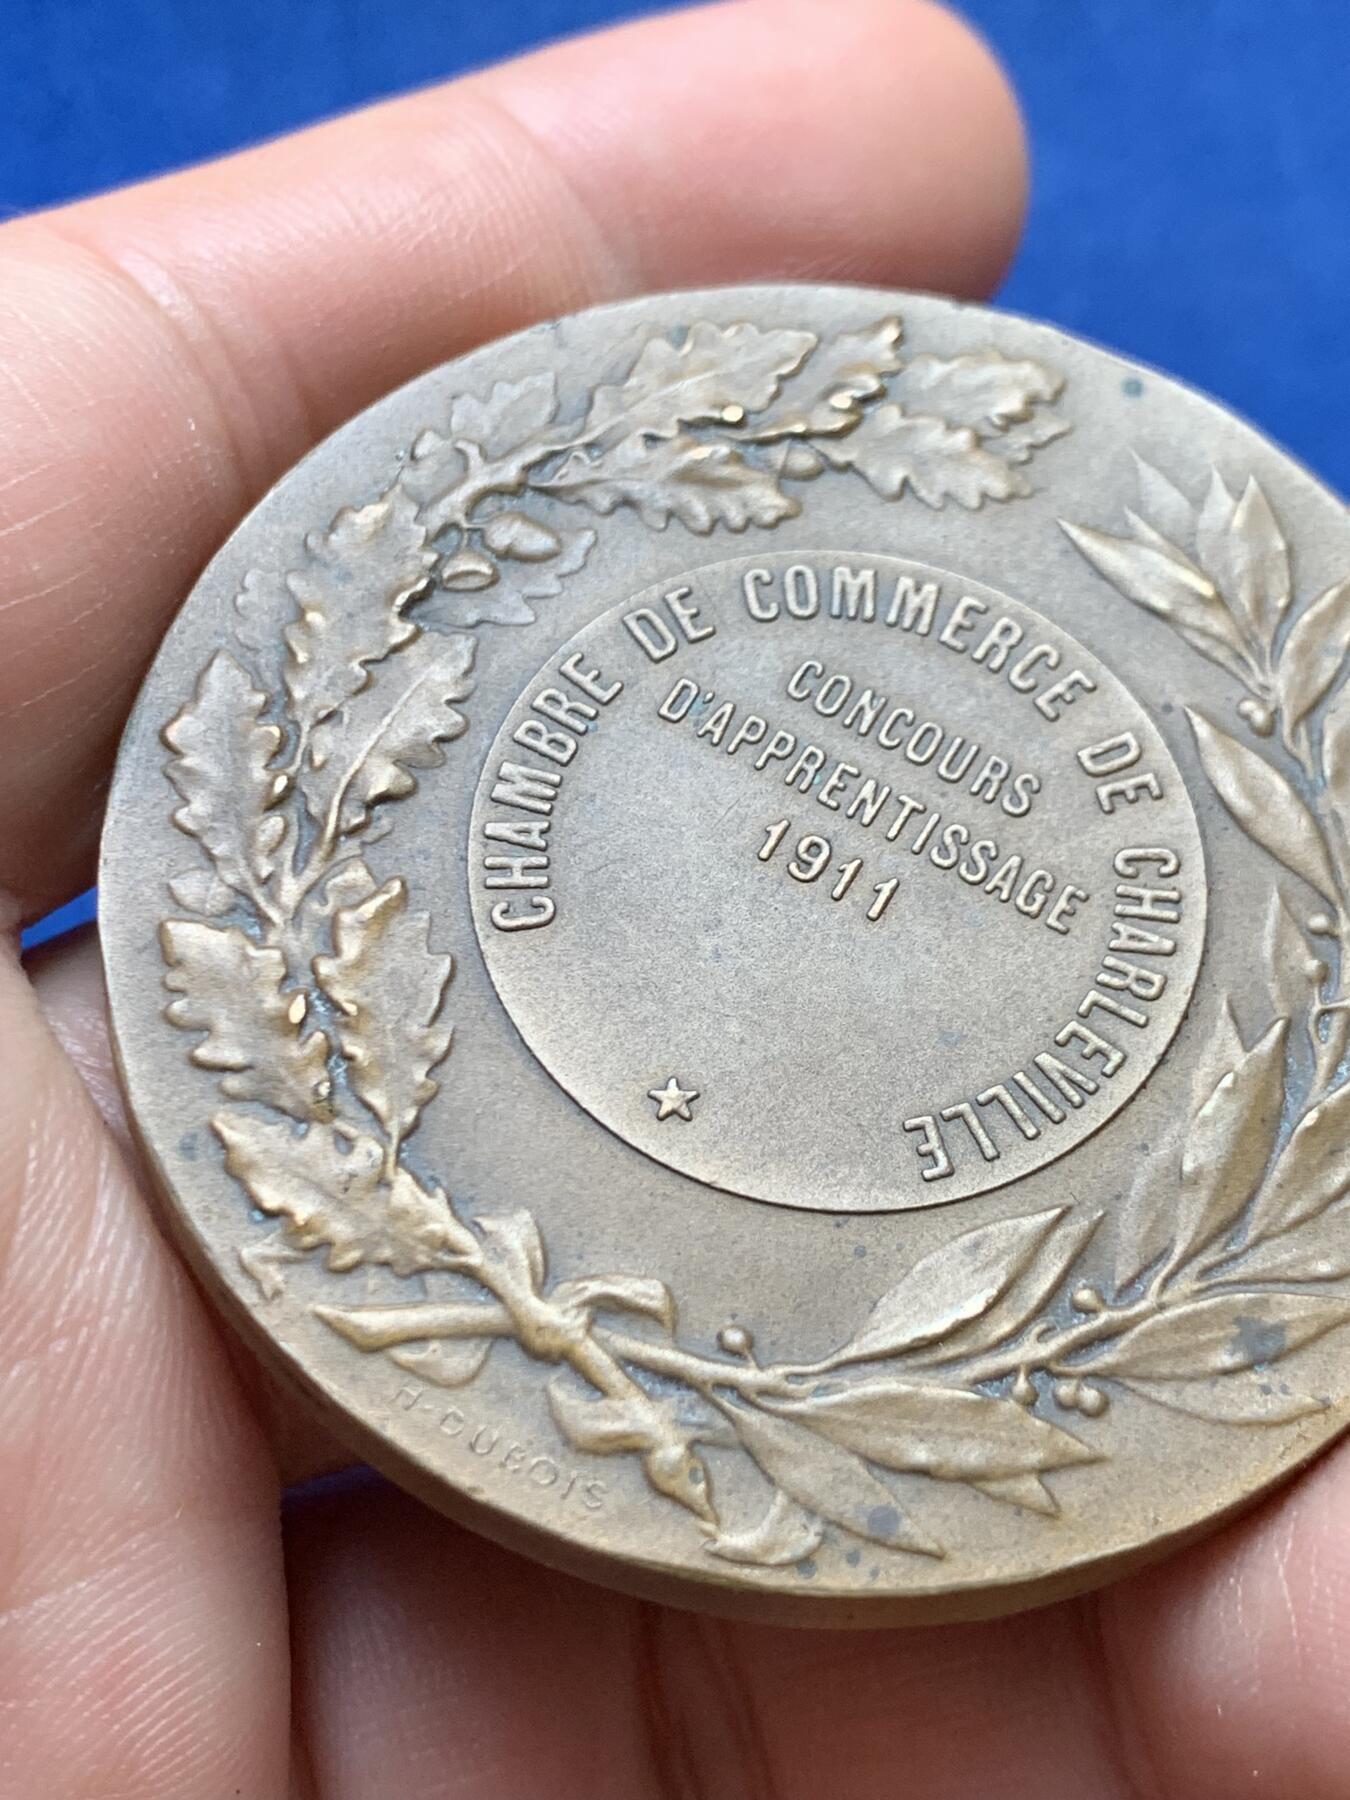 CHAMBRE DE COMMERCE DE CHARLEVILLE
CONCOURS
D'APPRENTISSAGE
1911
H. DUBOIS